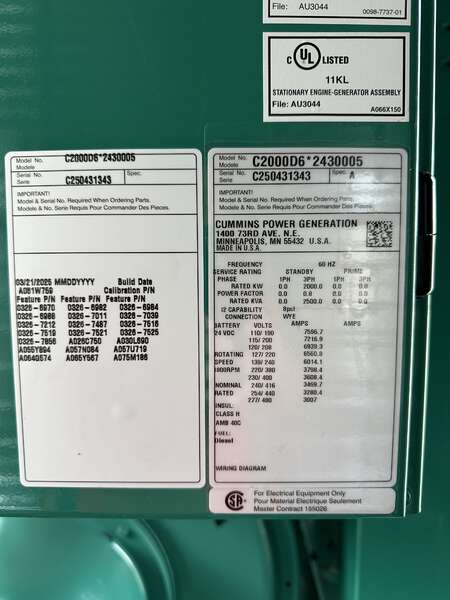 File: AU3044
0098-7737-01
c UL LISTED
11KL
STATIONARY ENGINE-GENERATOR ASSEMBLY
File: AU3044
A066X150
Model No. C2000D6*2430005
Modele
Serial No. C250431343 Spec.
Serie
IMPORTANT!
Model & Serial No. Required When Ordering Parts.
No de Modele & Serie Requis Pour Commander Des Pieces.
03/21/2025 MMDDYYYY Build Date
A061W759 Calibration P/N
Feature P/N Feature P/N Feature P/N
0326-6970 0326-6982 0326-6984
0326-6988 0326-7011 0326-7039
0326-7212 0326-7487 0326-7516
0326-7519 0326-7521 0326-7525
0326-7856 A026C750 A030L690
A055Y894 A057N084 A057U719
A064G574 A065Y567 A075M186
Model No. C2000D6*2430005
Modele
Serial No. C250431343 Spec. A
Serie
IMPORTANT!
Model & Serial No. Required When Ordering Parts.
No de Modele & Serie Requis Pour Commander Des Pieces.
CUMMINS POWER GENERATION
1400 73RD AVE. N.E.
MINNEAPOLIS, MN 55432 U.S.A.
MADE IN U.S.A.
FREQUENCY 60 HZ
SERVICE RATING STANDBY PRIME
PHASE 1PH 3PH 1PH 3PH
RATED KW 0.0 2000.0 0.0 0.0
POWER FACTOR 0.0 0.8 0.0 0.0
RATED KVA 0.0 2500.0 0.0 0.0
I2 CAPABILITY 8pu
CONNECTION WYE
BATTERY VOLTS AMPS AMPS
24 VDC 110/ 190 7596.7
115/ 200 7216.9
120/ 208 6939.3
ROTATING 127/ 220 6560.8
SPEED 139/ 240 6014.1
1800RPM 220/ 380 3798.4
230/ 400 3608.4
NOMINAL 240/ 416 3469.7
RATED 254/ 440 3280.4
277/ 480 3007
INSUL:
CLASS H
AMB 40C
FUEL:
Diesel
WIRING DIAGRAM
For Electrical Equipment Only
Pour Material Electrique Seulement
Master Contract 165026